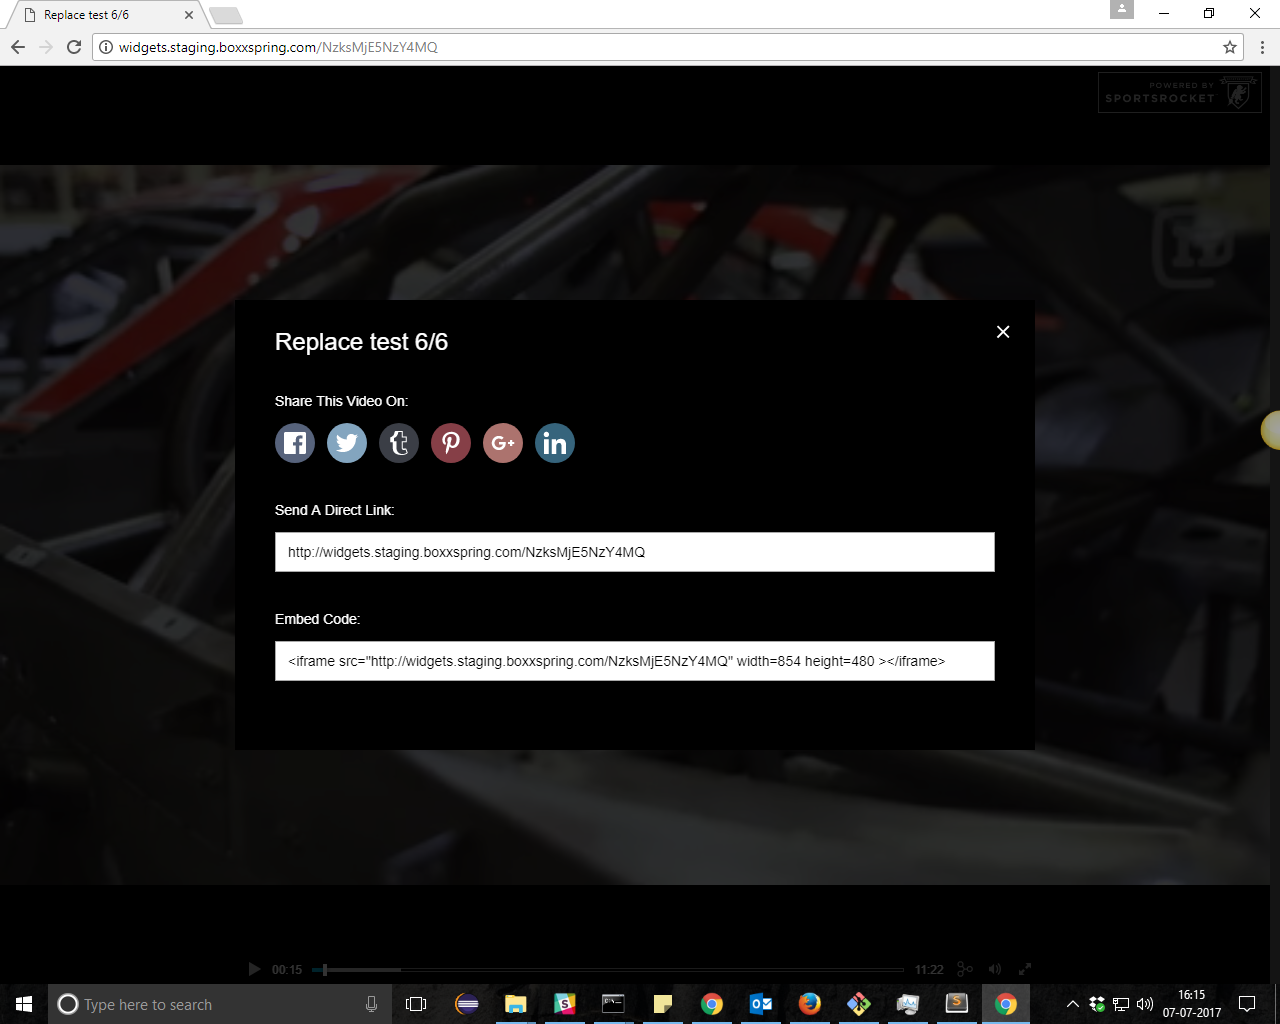 Replace test 6/6
widgets.staging.boxxspring.com/NzksMjE5NzY4MQ
POWERED BY
SPORTSROCKET
Replace test 6/6
Share This Video On:
Send A Direct Link:
http://widgets.staging.boxxspring.com/NzksMjE5NzY4MQ
Embed Code:
<iframe src="http://widgets.staging.boxxspring.com/NzksMjE5NzY4MQ" width=854 height=480 ></iframe>
00:15
11:22
Type here to search
16:15
07-07-2017